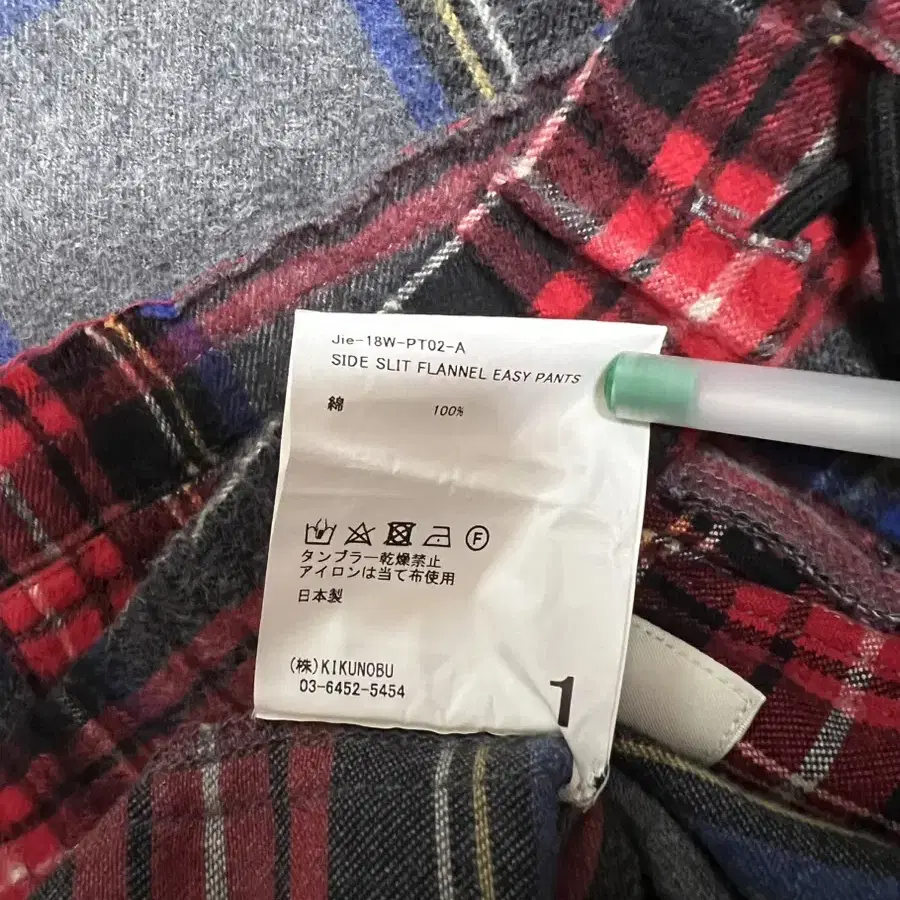 Jie-18W-PT02-A
SIDE SLIT FLANNEL EASY PANTS
綿 100%
F
タンブラー乾燥禁止
アイロンは当て布使用
日本製
(株)KIKUNOBU
03-6452-5454
1